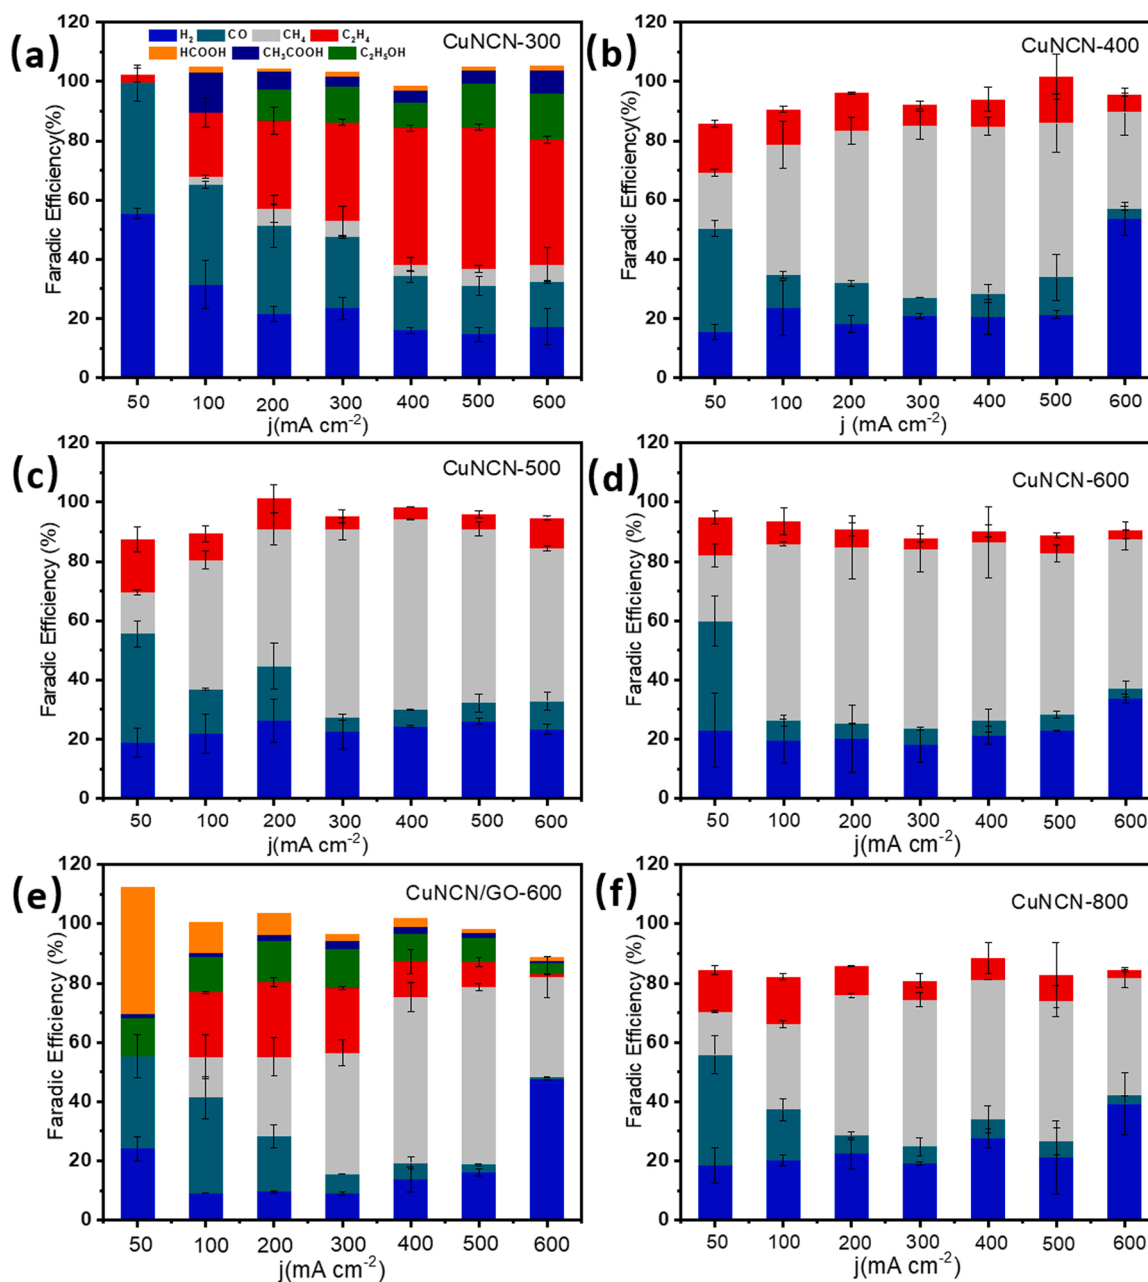 (a)
H₂ CO CH₄ C₂H₄
HCOOH CH₃COOH C₂H₅OH
CuNCN-300
Faradic Efficiency(%)
120
100
80
60
40
20
0
50 100 200 300 400 500 600
j(mA cm⁻²)
(b)
CuNCN-400
Faradic Efficiency (%)
120
100
80
60
40
20
0
50 100 200 300 400 500 600
j (mA cm⁻²)
(c)
CuNCN-500
Faradic Efficiency (%)
120
100
80
60
40
20
0
50 100 200 300 400 500 600
j(mA cm⁻²)
(d)
CuNCN-600
Faradic Efficiency (%)
120
100
80
60
40
20
0
50 100 200 300 400 500 600
j(mA cm⁻²)
(e)
CuNCN/GO-600
Faradic Efficiency (%)
120
100
80
60
40
20
0
50 100 200 300 400 500 600
j(mA cm⁻²)
(f)
CuNCN-800
Faradic Efficiency (%)
120
100
80
60
40
20
0
50 100 200 300 400 500 600
j(mA cm⁻²)